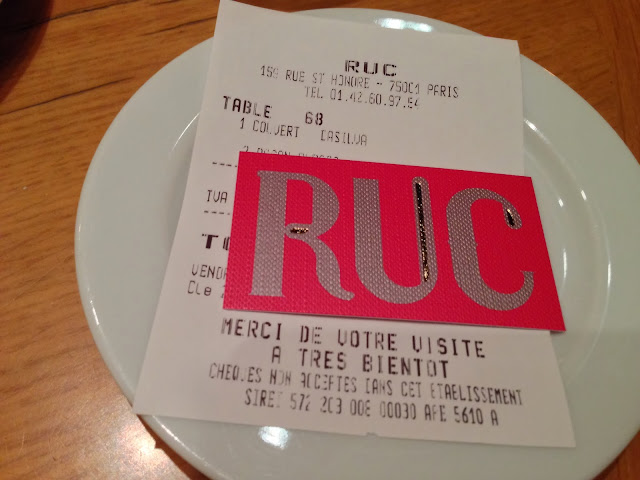 RUC
159 RUE ST HONORE - 75001 PARIS
TEL 01.42.60.97.54
TABLE 68
1 COUVERT DASILVA
RUC
MERCI DE VOTRE VISITE
A TRES BIENTOT
CHEQUES NON ACCEPTES DANS CET ETABLISSEMENT
SIRET 572 203 008 00030 APE 5610 A